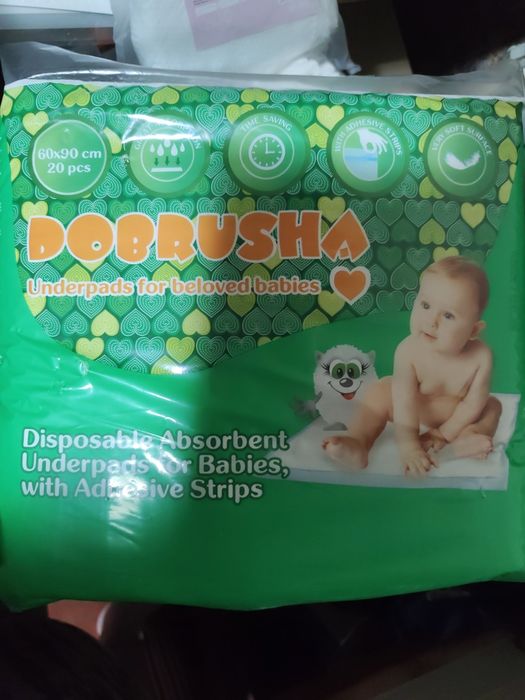 60x90 cm
20 pcs
TIME SAVING
WITH ADHESIVE STRIPS
VERY SOFT SURFACE
DOBRUSHA
Underpads for beloved babies
Disposable Absorbent
Underpads for Babies,
with Adhesive Strips